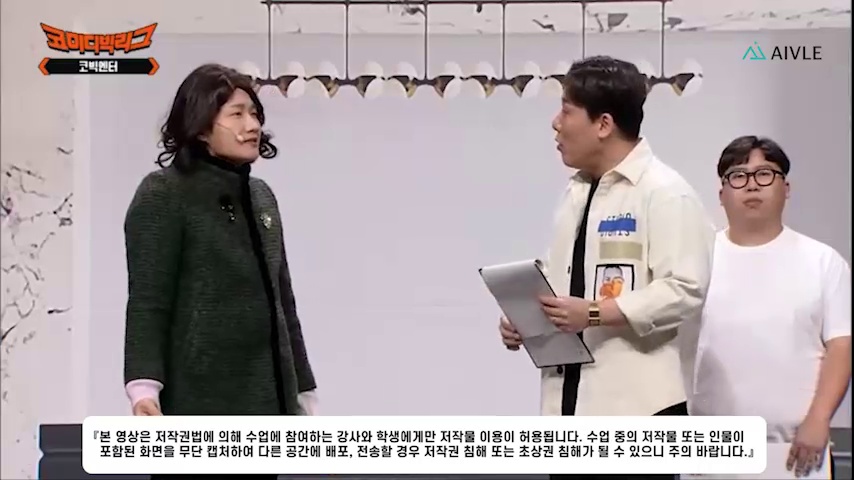 코미디빅리그
코빅엔터
AIVLE
『본 영상은 저작권법에 의해 수업에 참여하는 강사와 학생에게만 저작물 이용이 허용됩니다. 수업 중의 저작물 또는 인물이
포함된 화면을 무단 캡처하여 다른 공간에 배포, 전송할 경우 저작권 침해 또는 초상권 침해가 될 수 있으니 주의 바랍니다.』